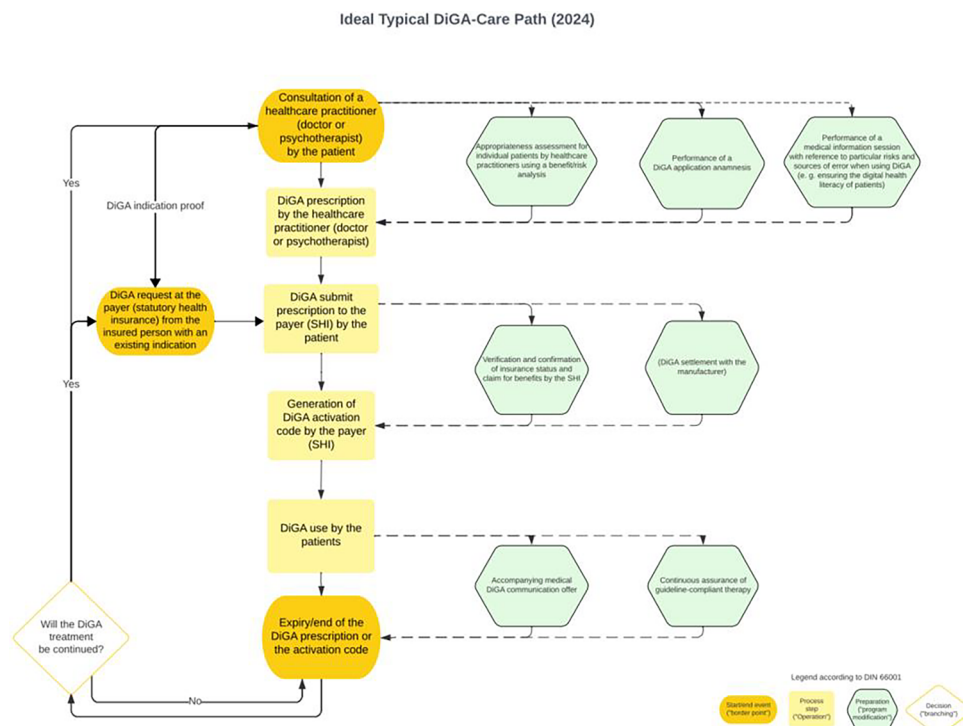 Ideal Typical DiGA-Care Path (2024)
Consultation of a
healthcare practitioner
(doctor or
psychotherapist)
by the patient
Appropriateness assessment for
individual patients by healthcare
practitioners using a benefit/risk
analysis
Performance of a
DiGA application anamnesis
Performance of a
medical information session
with reference to particular risks and
sources of error when using DiGA
(e. g. ensuring the digital health
literacy of patients)
Yes
DiGA indication proof
DiGA prescription
by the healthcare
practitioner (doctor
or psychotherapist)
DiGA request at the
payer (statutory health
insurance) from the
insured person with an
existing indication
DiGA submit
prescription to the
payer (SHI) by the
patient
Verification and confirmation
of insurance status and
claim for benefits by the SHI
(DiGA settlement with the
manufacturer)
Yes
Generation of
DiGA activation
code by the payer
(SHI)
DiGA use by the
patients
Accompanying medical
DiGA communication offer
Continuous assurance of
guideline-compliant therapy
Will the DiGA
treatment
be continued?
Expiry/end of the
DiGA prescription or
the activation code
No
Legend according to DIN 66001
Start/end event
("border point")
Process
step
("Operation")
Preparation
("program
modification")
Decision
("branching")